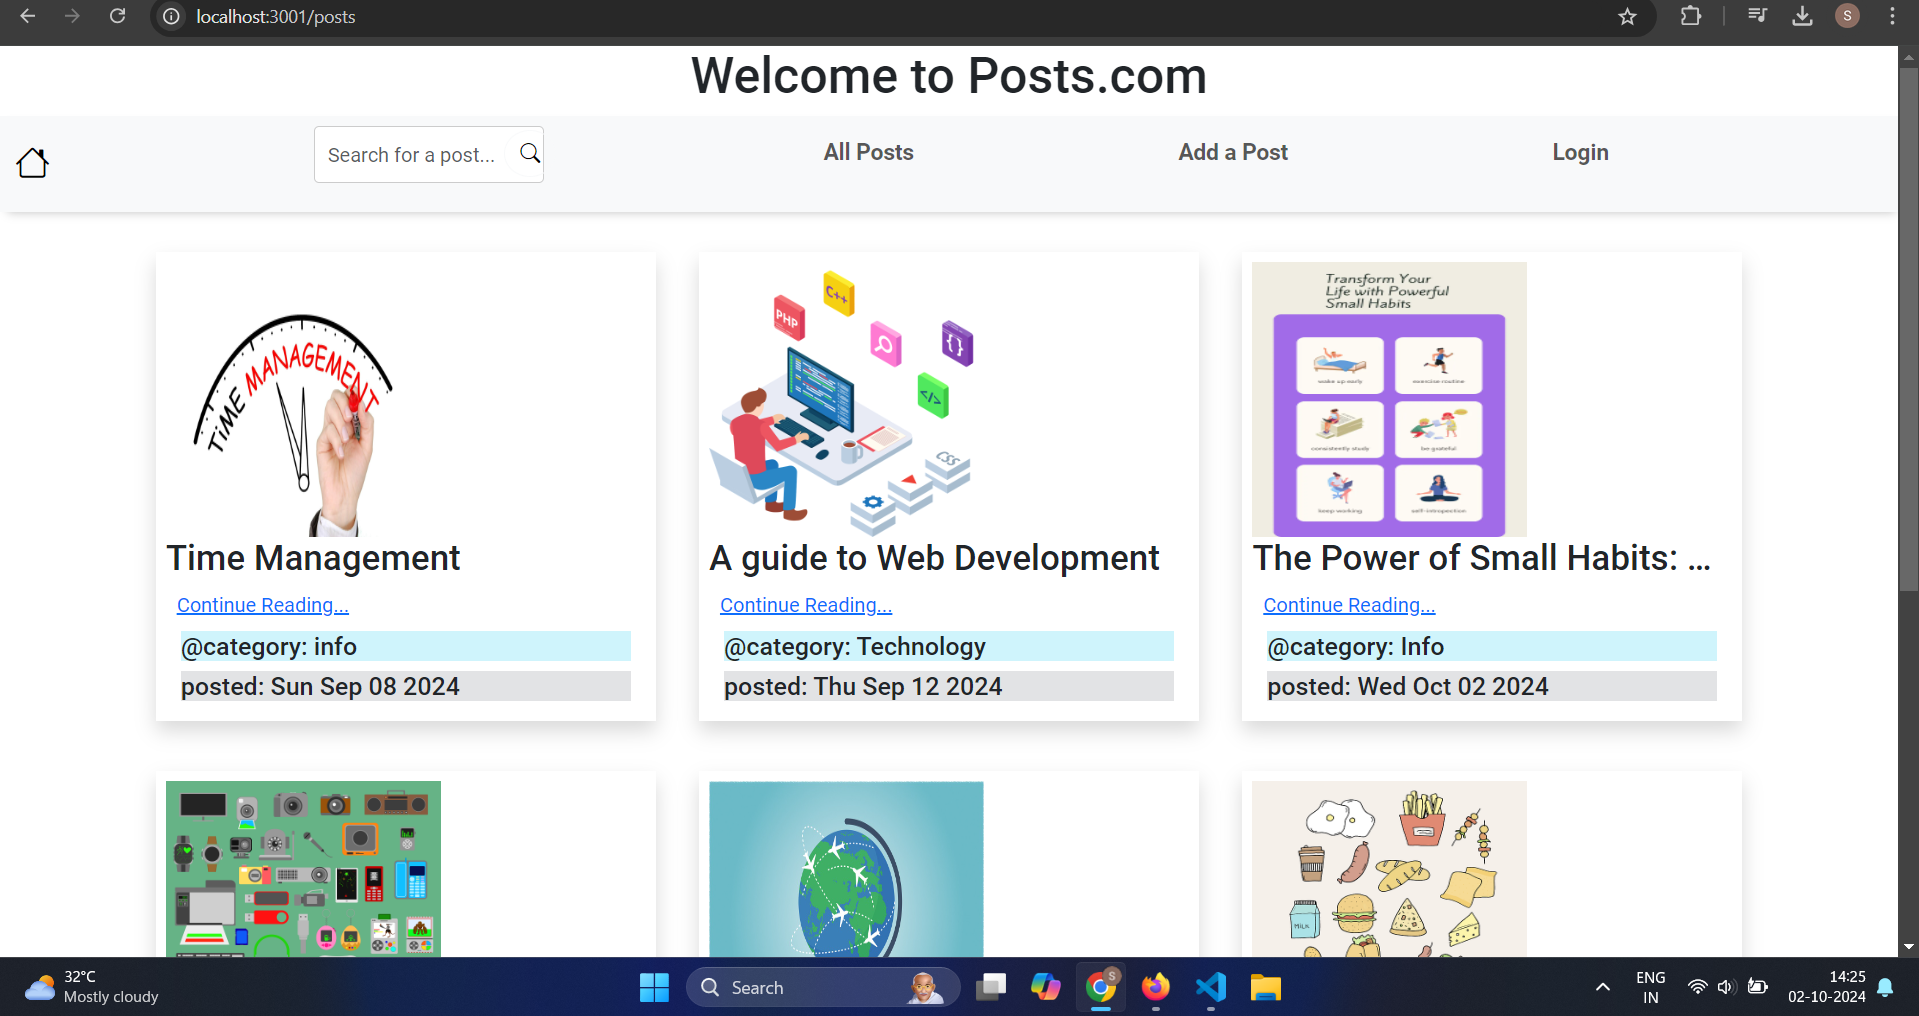 localhost:3001/posts
S
Welcome to Posts.com
Search for a post...
All Posts
Add a Post
Login
TIME MANAGEMENT
Time Management
Continue Reading...
@category: info
posted: Sun Sep 08 2024
PHP
C++
{}
</>
CSS
A guide to Web Development
Continue Reading...
@category: Technology
posted: Thu Sep 12 2024
Transform Your
Life with Powerful
Small Habits
wake up early
exercise routine
consistently study
be grateful
keep working
self-introspection
The Power of Small Habits: ...
Continue Reading...
@category: Info
posted: Wed Oct 02 2024
MILK
32°C
Mostly cloudy
Search
S
ENG
IN
14:25
02-10-2024